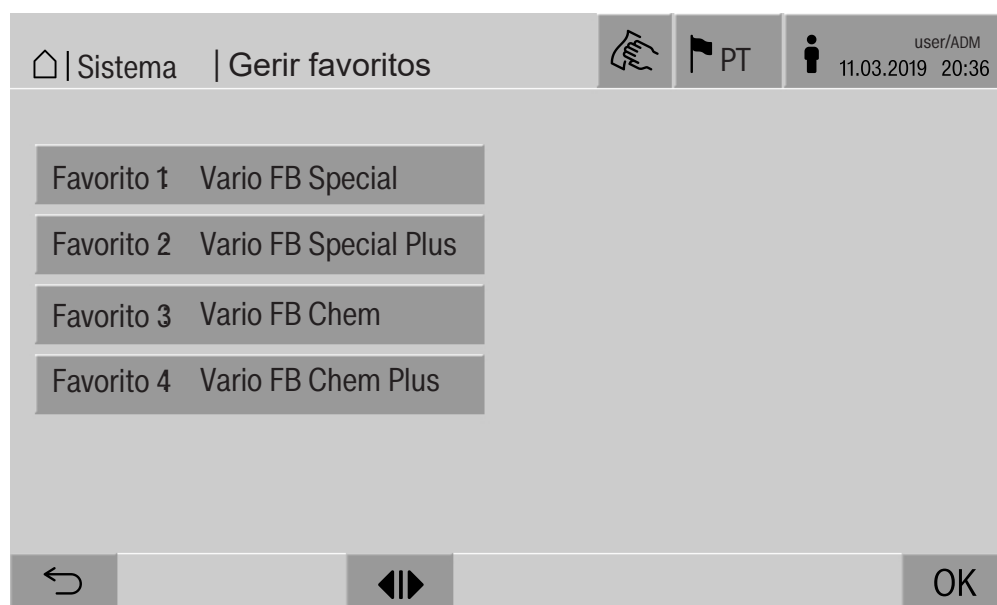 | Sistema | Gerir favoritos
PT
user/ADM
11.03.2019 20:36
Favorito 1 Vario FB Special
Favorito 2 Vario FB Special Plus
Favorito 3 Vario FB Chem
Favorito 4 Vario FB Chem Plus
OK